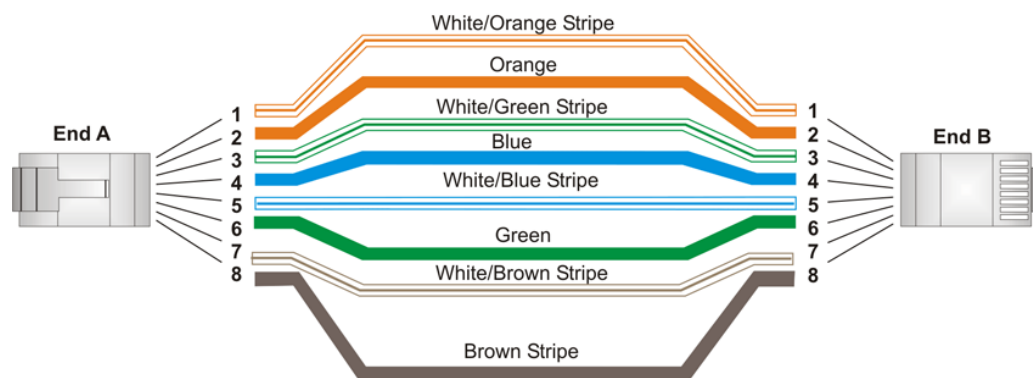 White/Orange Stripe
Orange
1 White/Green Stripe 1
End A 2 2 End B
3 Blue 3
4 White/Blue Stripe 4
5 5
6 Green 6
7 White/Brown Stripe 7
8 8
Brown Stripe